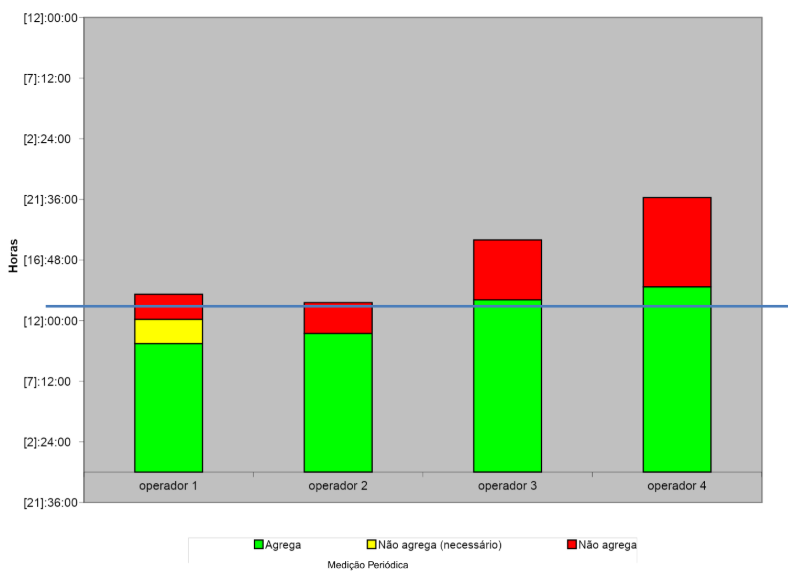 Horas
[12]:00:00
[7]:12:00
[2]:24:00
[21]:36:00
[16]:48:00
[12]:00:00
[7]:12:00
[2]:24:00
[21]:36:00
operador 1
operador 2
operador 3
operador 4
Agrega
Não agrega (necessário)
Não agrega
Medição Periódica